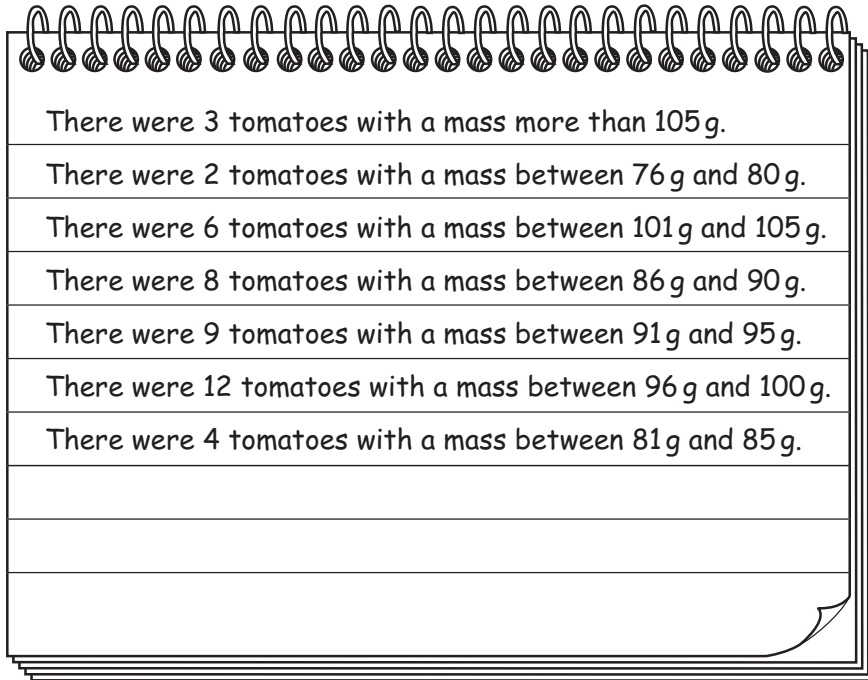 There were 3 tomatoes with a mass more than 105 g.
There were 2 tomatoes with a mass between 76 g and 80 g.
There were 6 tomatoes with a mass between 101 g and 105 g.
There were 8 tomatoes with a mass between 86 g and 90 g.
There were 9 tomatoes with a mass between 91 g and 95 g.
There were 12 tomatoes with a mass between 96 g and 100 g.
There were 4 tomatoes with a mass between 81 g and 85 g.